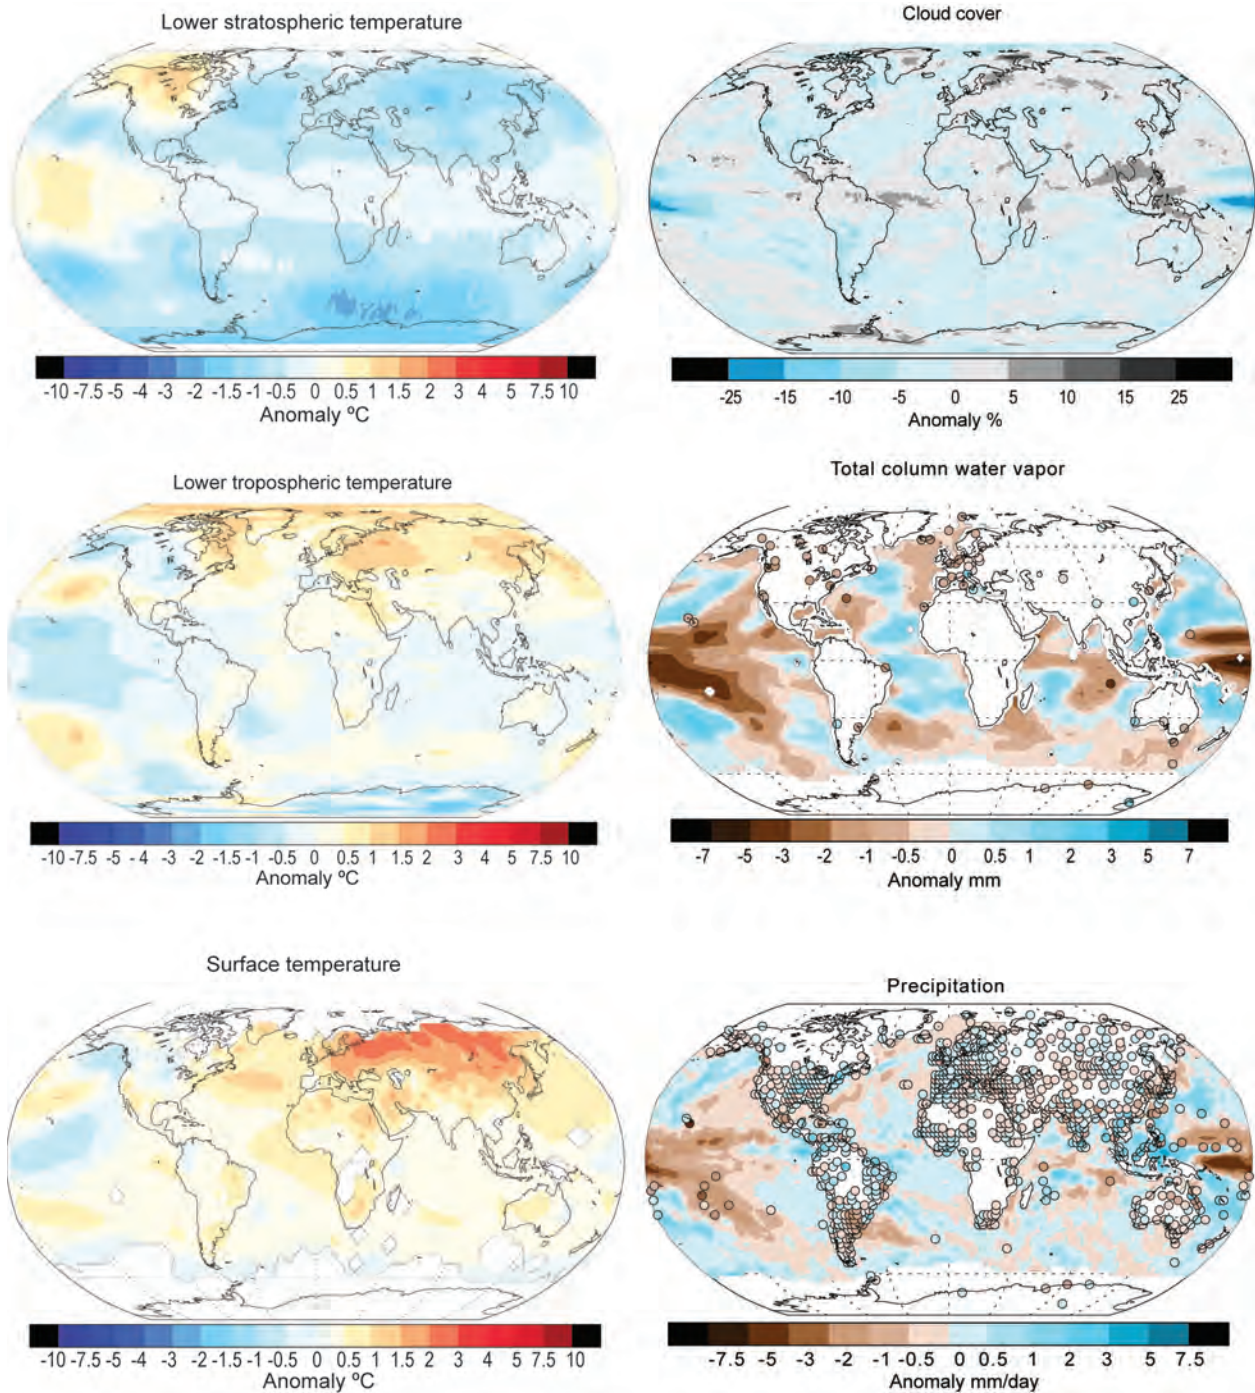 Lower stratospheric temperature
-10 -7.5 -5 -4 -3 -2 -1.5 -1 -0.5 0 0.5 1 1.5 2 3 4 5 7.5 10
Anomaly ºC
Cloud cover
-25 -15 -10 -5 0 5 10 15 25
Anomaly %
Lower tropospheric temperature
-10 -7.5 -5 -4 -3 -2 -1.5 -1 -0.5 0 0.5 1 1.5 2 3 4 5 7.5 10
Anomaly ºC
Total column water vapor
-7 -5 -3 -2 -1 -0.5 0 0.5 1 2 3 5 7
Anomaly mm
Surface temperature
-10 -7.5 -5 -4 -3 -2 -1.5 -1 -0.5 0 0.5 1 1.5 2 3 4 5 7.5 10
Anomaly ºC
Precipitation
-7.5 -5 -3 -2 -1 -0.5 0 0.5 1 2 3 5 7.5
Anomaly mm/day